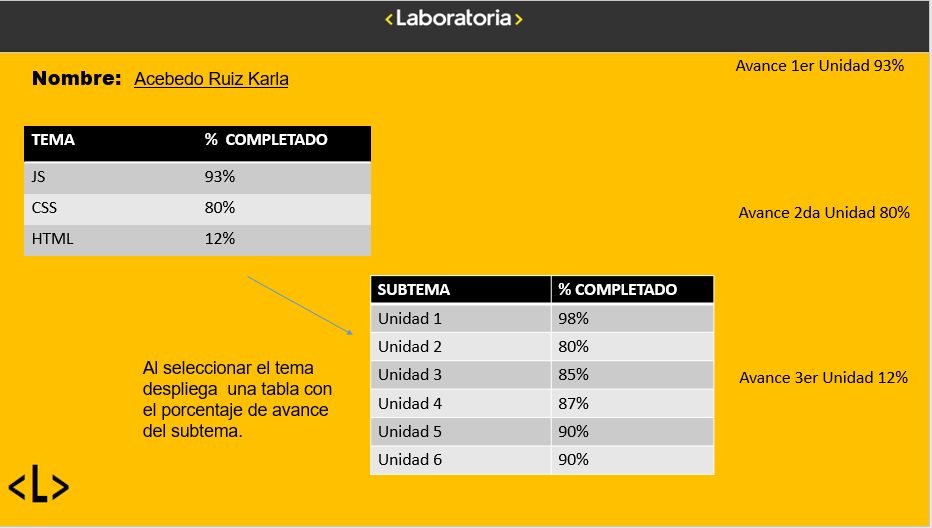 <Laboratoria>
Nombre: Acebedo Ruiz Karla
Avance 1er Unidad 93%
TEMA % COMPLETADO
JS 93%
CSS 80%
HTML 12%
Avance 2da Unidad 80%
SUBTEMA % COMPLETADO
Unidad 1 98%
Unidad 2 80%
Unidad 3 85%
Unidad 4 87%
Unidad 5 90%
Unidad 6 90%
Al seleccionar el tema
despliega una tabla con
el porcentaje de avance
del subtema.
Avance 3er Unidad 12%
<L>